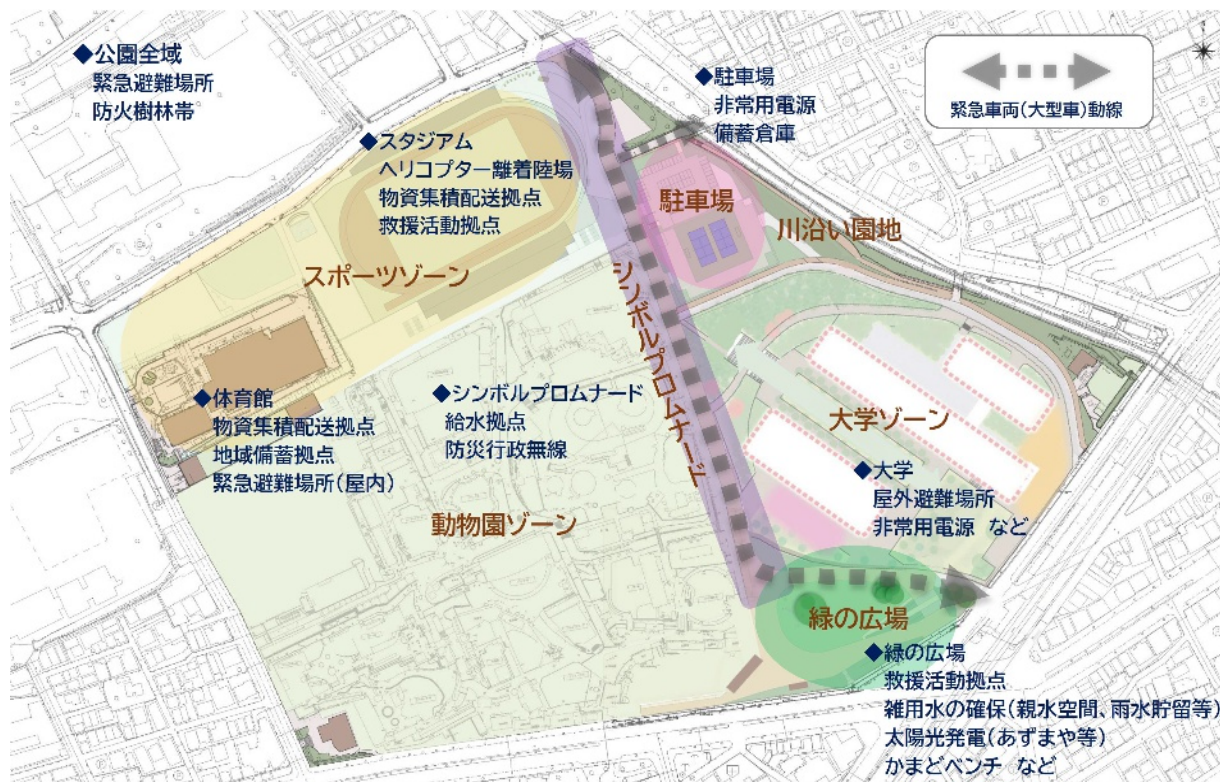 ◆公園全域
緊急避難場所
防火樹林帯
◆駐車場
非常用電源
備蓄倉庫
緊急車両(大型車)動線
◆スタジアム
ヘリコプター離着陸場
物資集積配送拠点
救援活動拠点
スポーツゾーン
駐車場
川沿い園地
シンボルプロムナード
◆体育館
物資集積配送拠点
地域備蓄拠点
緊急避難場所(屋内)
◆シンボルプロムナード
給水拠点
防災行政無線
動物園ゾーン
大学ゾーン
◆大学
屋外避難場所
非常用電源 など
緑の広場
◆緑の広場
救援活動拠点
雑用水の確保(親水空間、雨水貯留等)
太陽光発電(あずまや等)
かまどベンチ など